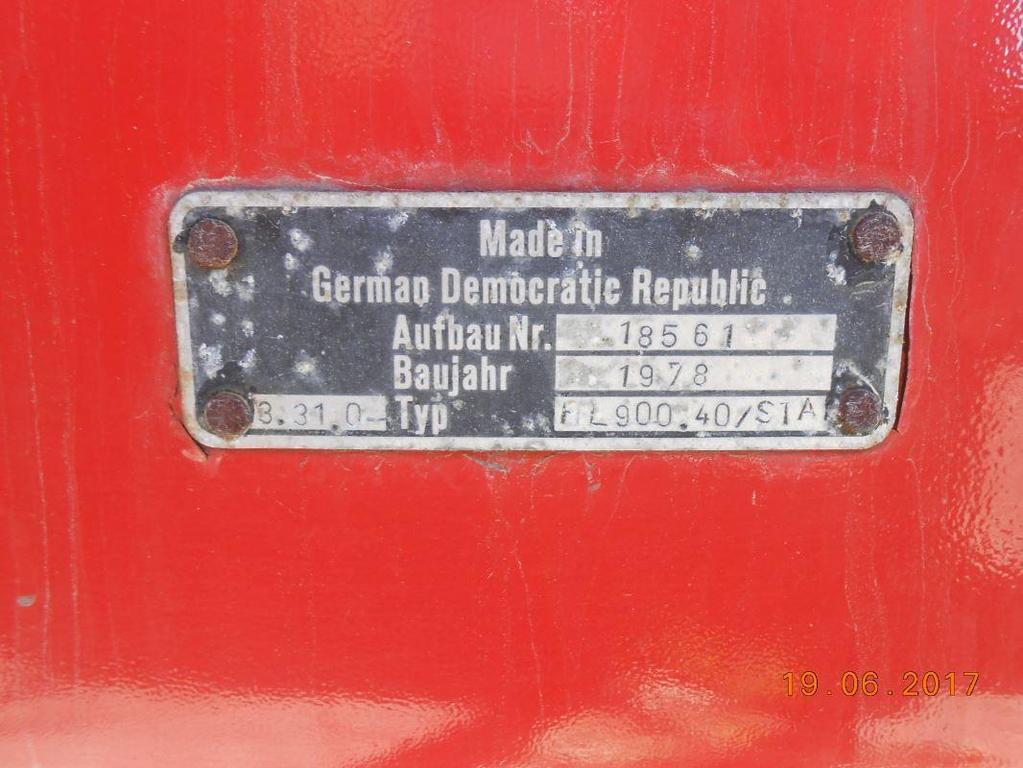 Made in
German Democratic Republic
Aufbau Nr. 18561
Baujahr 1978
3.31.0- Typ FL900.40/STA
19.06.2017